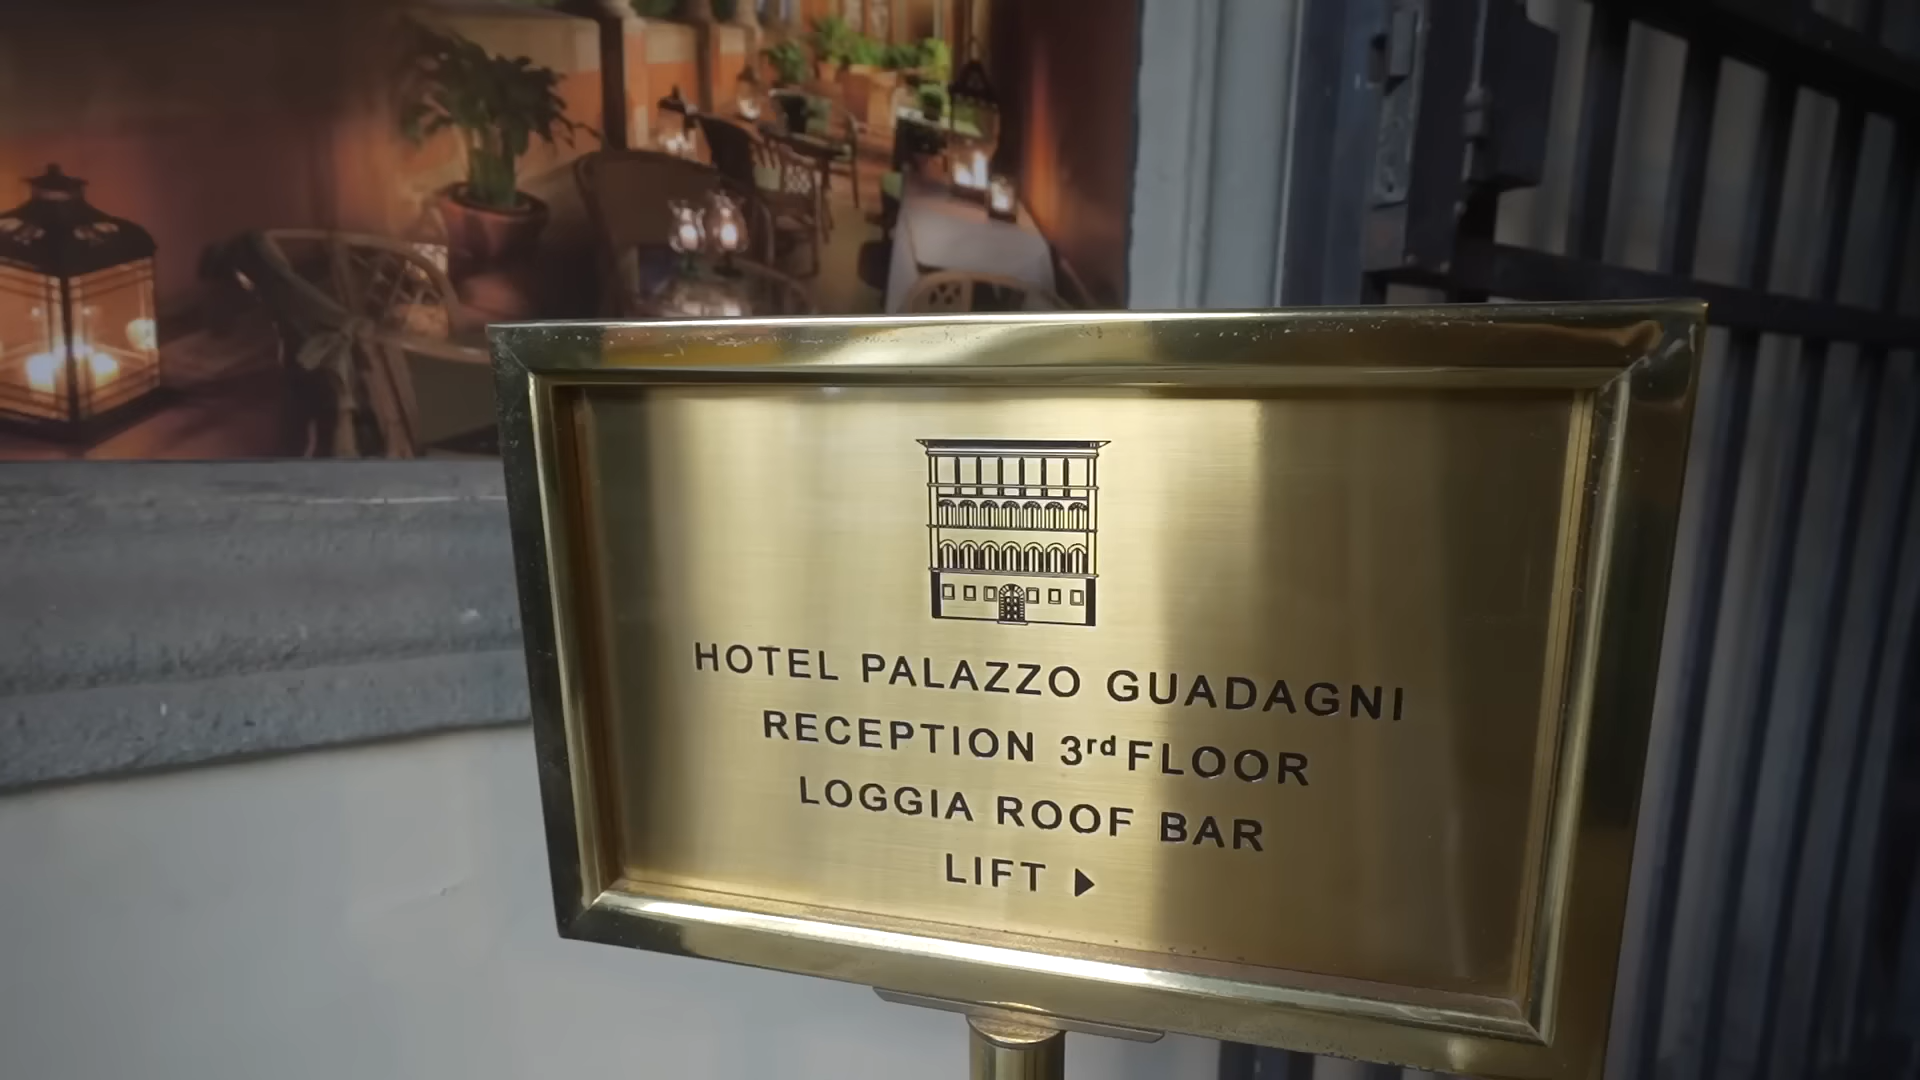 HOTEL PALAZZO GUADAGNI
RECEPTION 3rd FLOOR
LOGGIA ROOF BAR
LIFT ▶